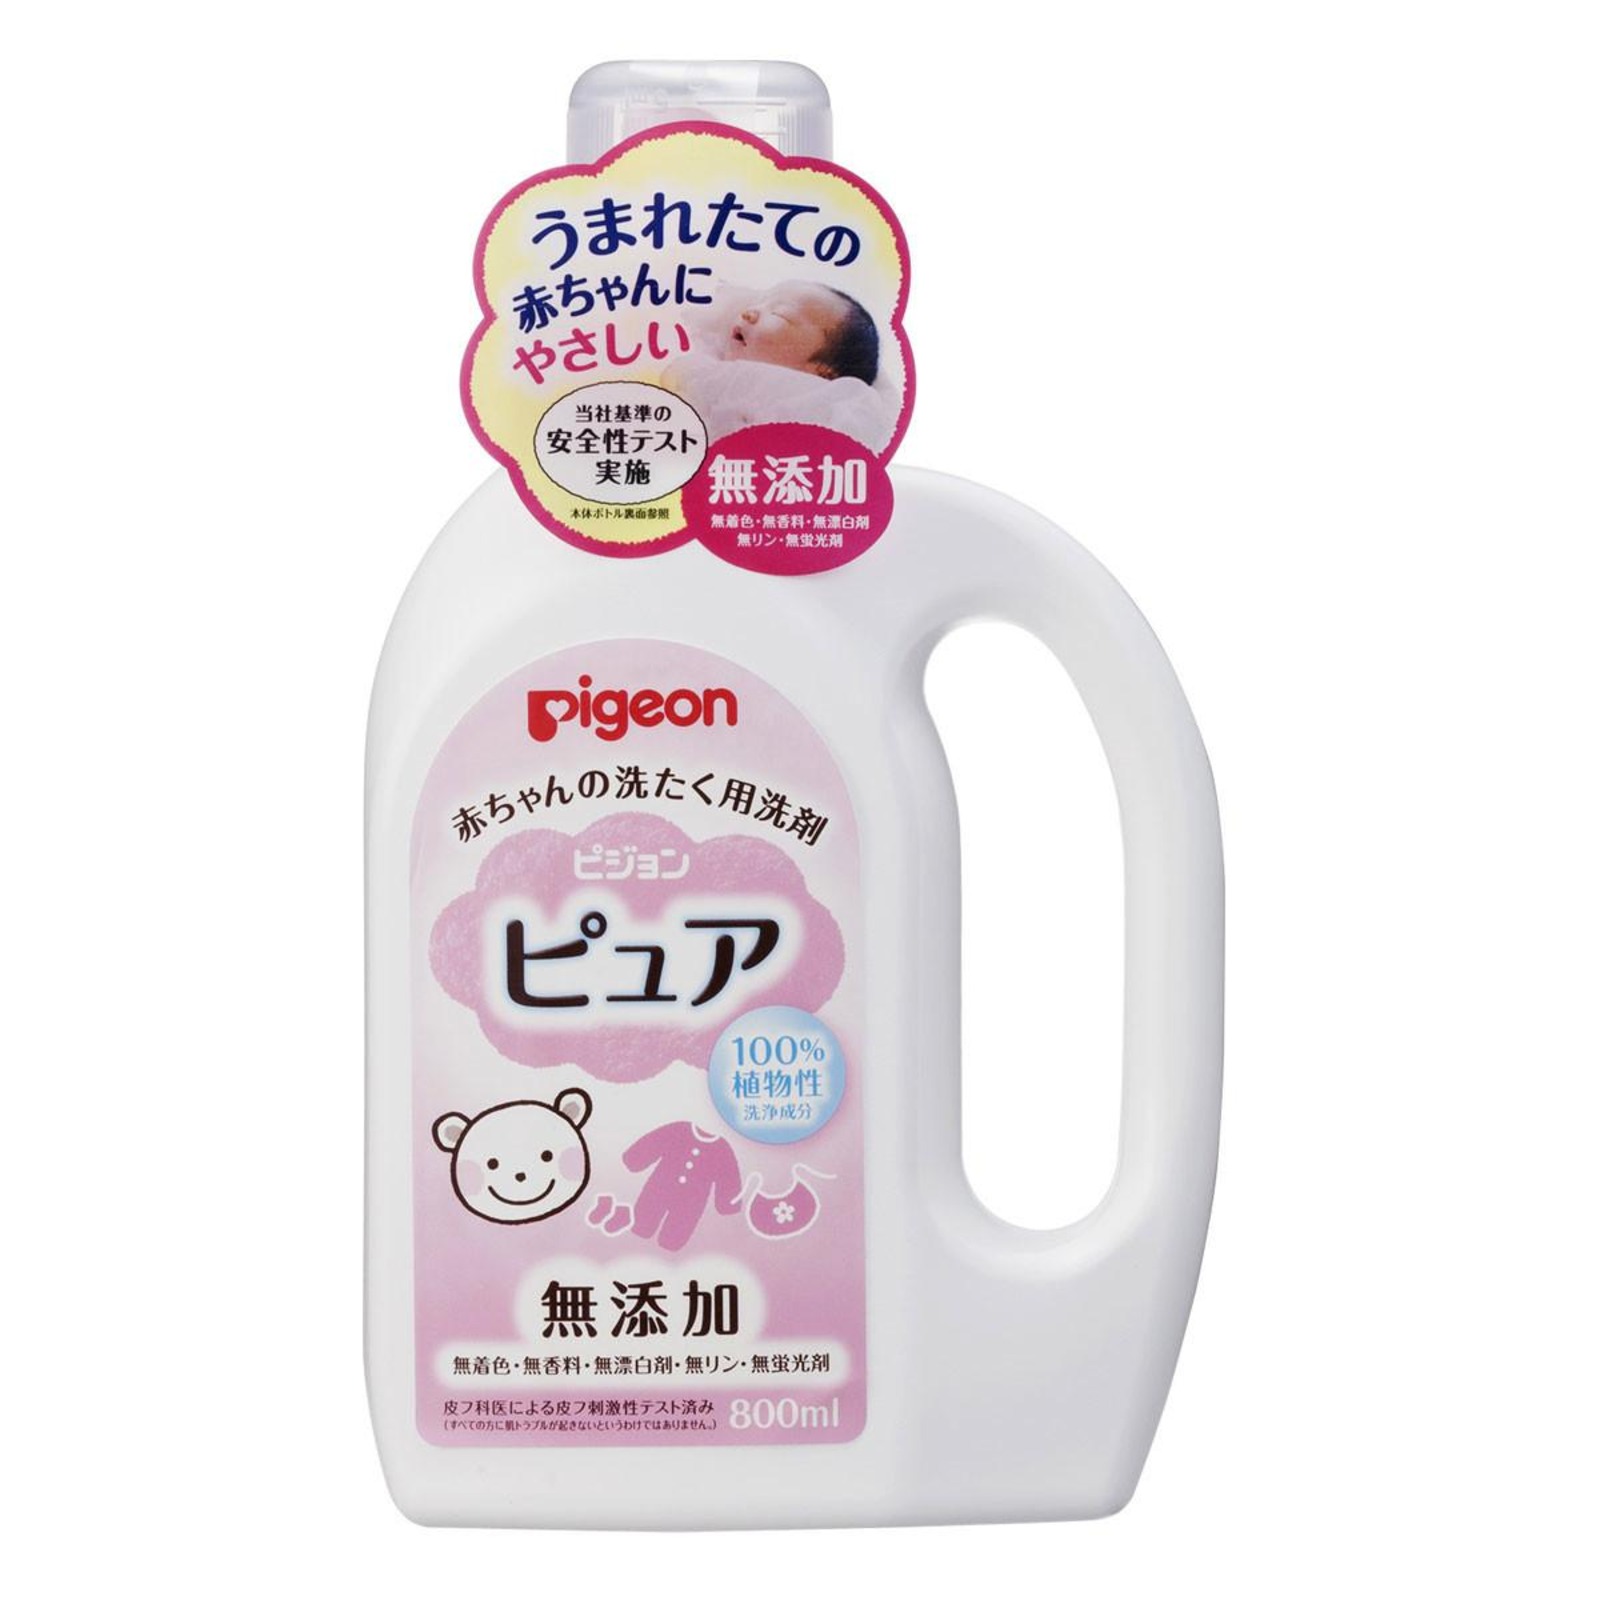 うまれたての
赤ちゃんに
やさしい
当社基準の
安全性テスト
実施
本体ボトル裏面参照
無添加
無着色・無香料・無漂白剤
無リン・無蛍光剤
pigeon
赤ちゃんの洗たく用洗剤
ピジョン
ピュア
100%
植物性
洗浄成分
無添加
無着色・無香料・無漂白剤・無リン・無蛍光剤
皮フ科医による皮フ刺激性テスト済み
(すべての方に肌トラブルが起きないというわけではありません。)
800ml